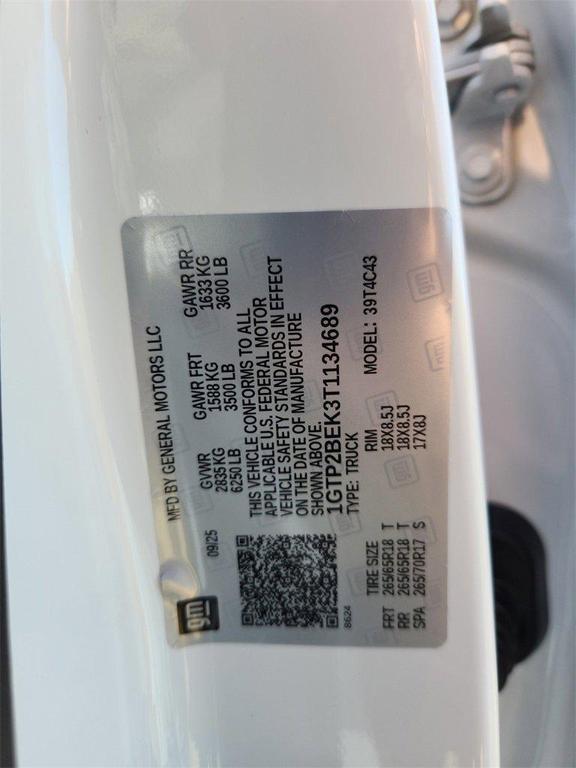 gm
MFD BY GENERAL MOTORS LLC
09/25
GVWR GAWR FRT GAWR RR
2835 KG 1588 KG 1633 KG
6250 LB 3500 LB 3600 LB
THIS VEHICLE CONFORMS TO ALL
APPLICABLE U.S. FEDERAL MOTOR
VEHICLE SAFETY STANDARDS IN EFFECT
ON THE DATE OF MANUFACTURE
SHOWN ABOVE.
1GTP2BEK3T1134689
TYPE: TRUCK MODEL: 39T4C43
8624
TIRE SIZE RIM
FRT 265/65R18 T 18X8.5J
RR 265/65R18 T 18X8.5J
SPA 265/70R17 S 17X8J